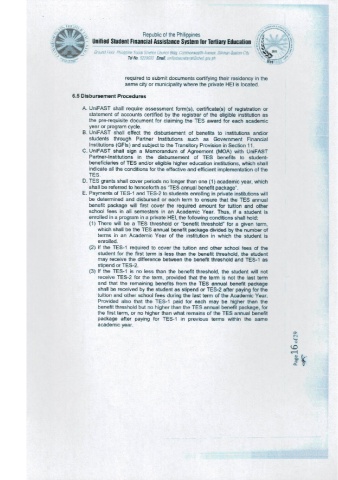 Republic of the Philippines
Unified Student Financial Assistance System for Tertiary Education
required to submit documents certifying their residency in the
same city or municipality where the private HEI is located.
6.6 Disbursement Procedures
A. UniFAST shall require assessment form(s), certificate(s) of registration or
statement of accounts certified by the register of the eligible institution as
the pre-requisite document for claiming the TES award for each academic
year or program cycle.
B. UniFAST shall effect the disbursement of benefits to institutions and/or
students through Partner Institutions such as Government Financial
Institutions (GFIs) and subject to the Transitory Provision in Section 11.
C. UniFAST shall sign a Memorandum of Agreement (MOA) with UniFAST
Partner-Institutions in the disbursement of TES benefits to student-
beneficiaries of TES and/or eligible higher education institutions, which shall
indicate all the conditions for the effective and efficient implementation of the
TES.
D. TES grants shall cover periods no longer than one (1) academic year, which
shall be referred to henceforth as "TES annual benefit package".
E. Payments of TES-1 and TES-2 to students enrolling in private institutions will
be determined and disbursed or each term to ensure that the TES annual
benefit package will first cover the required amount for tuition and other
school fees in all semesters in an Academic Year. Thus, if a student is
enrolled in a program in a private HEI, the following conditions shall hold:
(1) There will be a TES threshold or "benefit threshold" for a given term,
which shall be the TES annual benefit package divided by the number of
terms in an Academic Year of the institution in which the student is
enrolled.
(2) If the TES-1 required to cover the tuition and other school fees of the
student for the first term is less than the benefit threshold, the student
may receive the difference between the benefit threshold and TES-1 as
stipend or TES-2.
(3) If the TES-1 is no less than the benefit threshold, the student will not
receive TES-2 for the term, provided that the term is not the last term
and that the remaining benefits from the TES annual benefit package
shall be received by the student as stipend or TES-2 after paying for the
tuition and other school fees during the last term of the Academic Year.
Provided also that the TES-1 paid for each may be higher than the
benefit threshold but no higher than the TES annual benefit package, for
the first term, or no higher than what remains of the TES annual benefit
package after paying for TES-1 in previous terms within the same
academic year.
Page 16 of 29